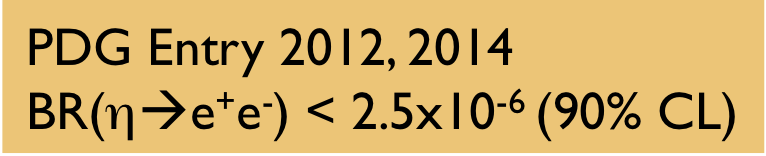 PDG Entry 2012, 2014
BR(η→e⁺e⁻) < 2.5x10⁻⁶ (90% CL)